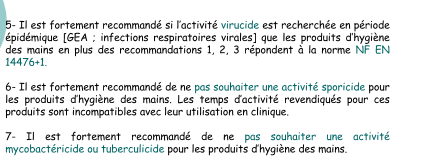 5- Il est fortement recommandé si l’activité virucide est recherchée en période
épidémique [GEA ; infections respiratoires virales] que les produits d’hygiène
des mains en plus des recommandations 1, 2, 3 répondent à la norme NF EN
14476+1.
6- Il est fortement recommandé de ne pas souhaiter une activité sporicide pour
les produits d’hygiène des mains. Les temps d’activité revendiqués pour ces
produits sont incompatibles avec leur utilisation en clinique.
7- Il est fortement recommandé de ne pas souhaiter une activité
mycobactéricide ou tuberculicide pour les produits d’hygiène des mains.